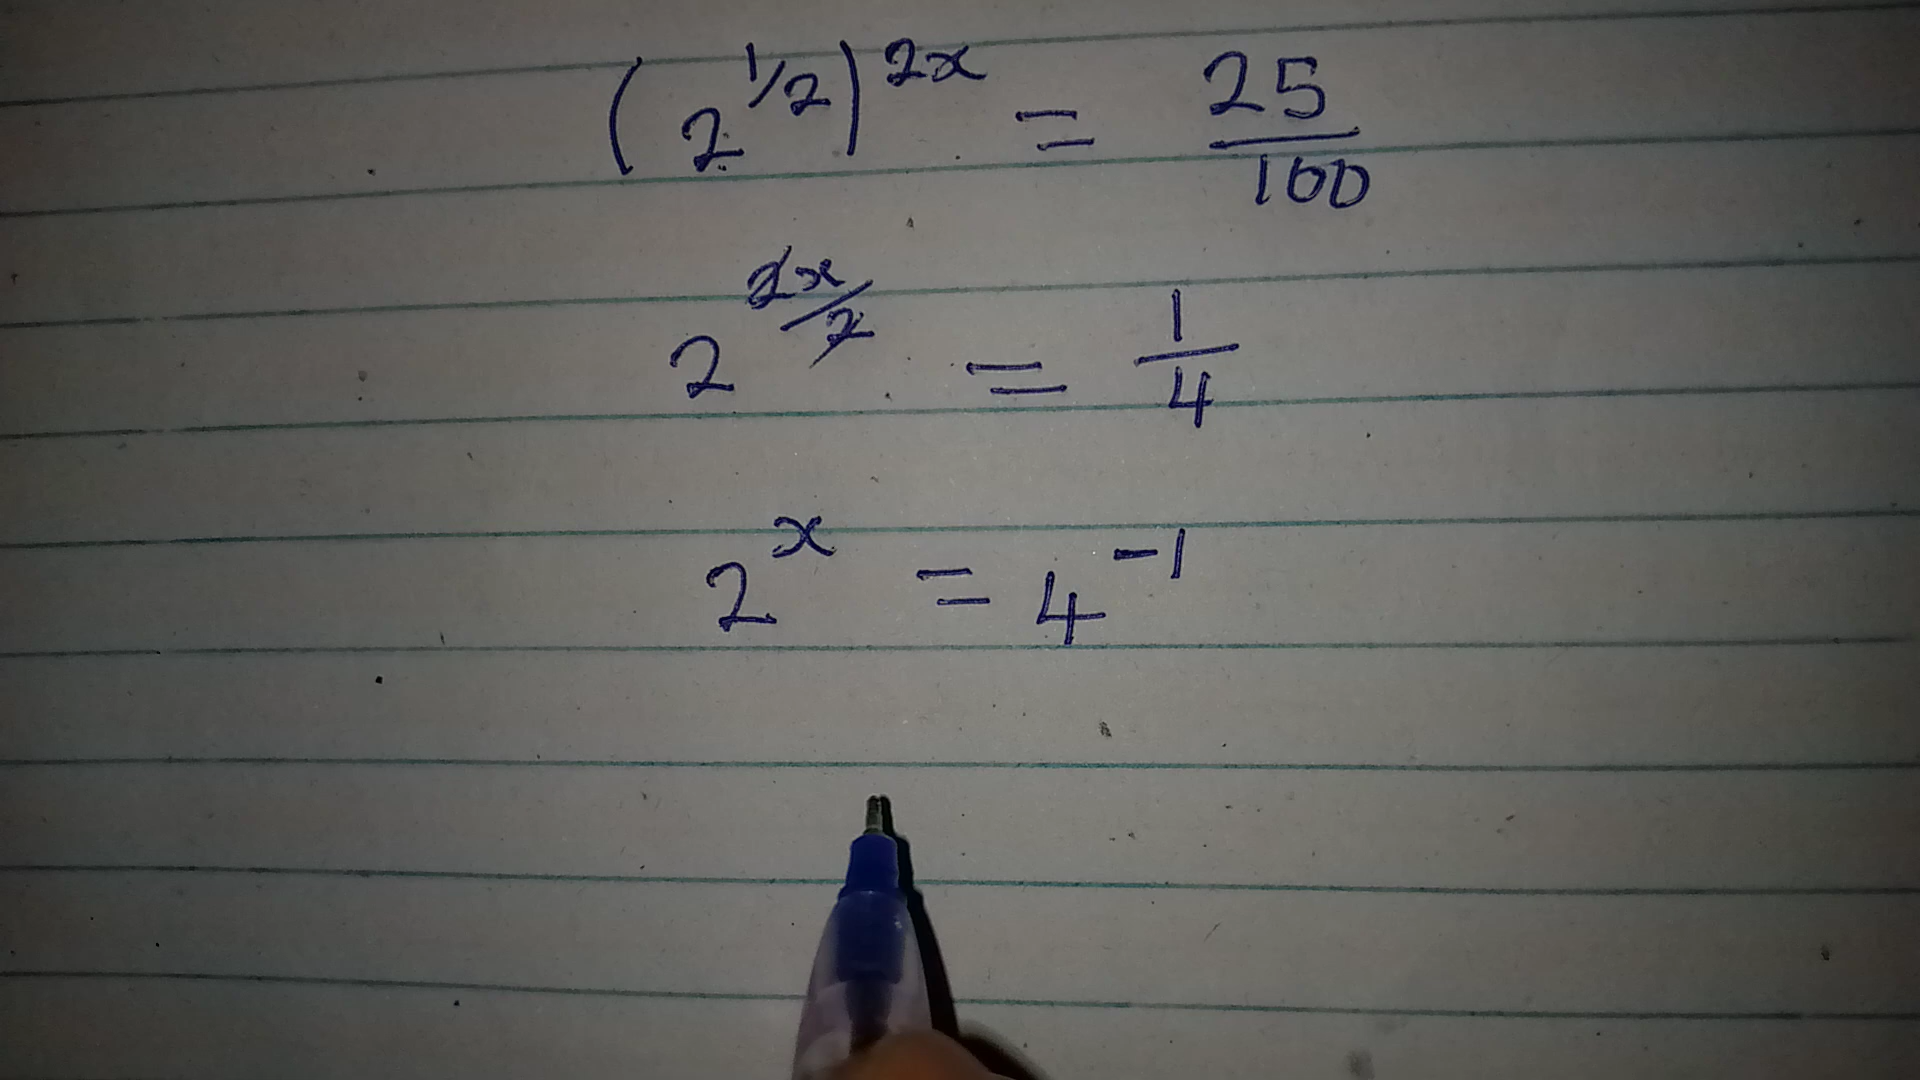 (2^{1/2})^{2x} = 25/100
2^{2x/2} = 1/4
2^x = 4^{-1}